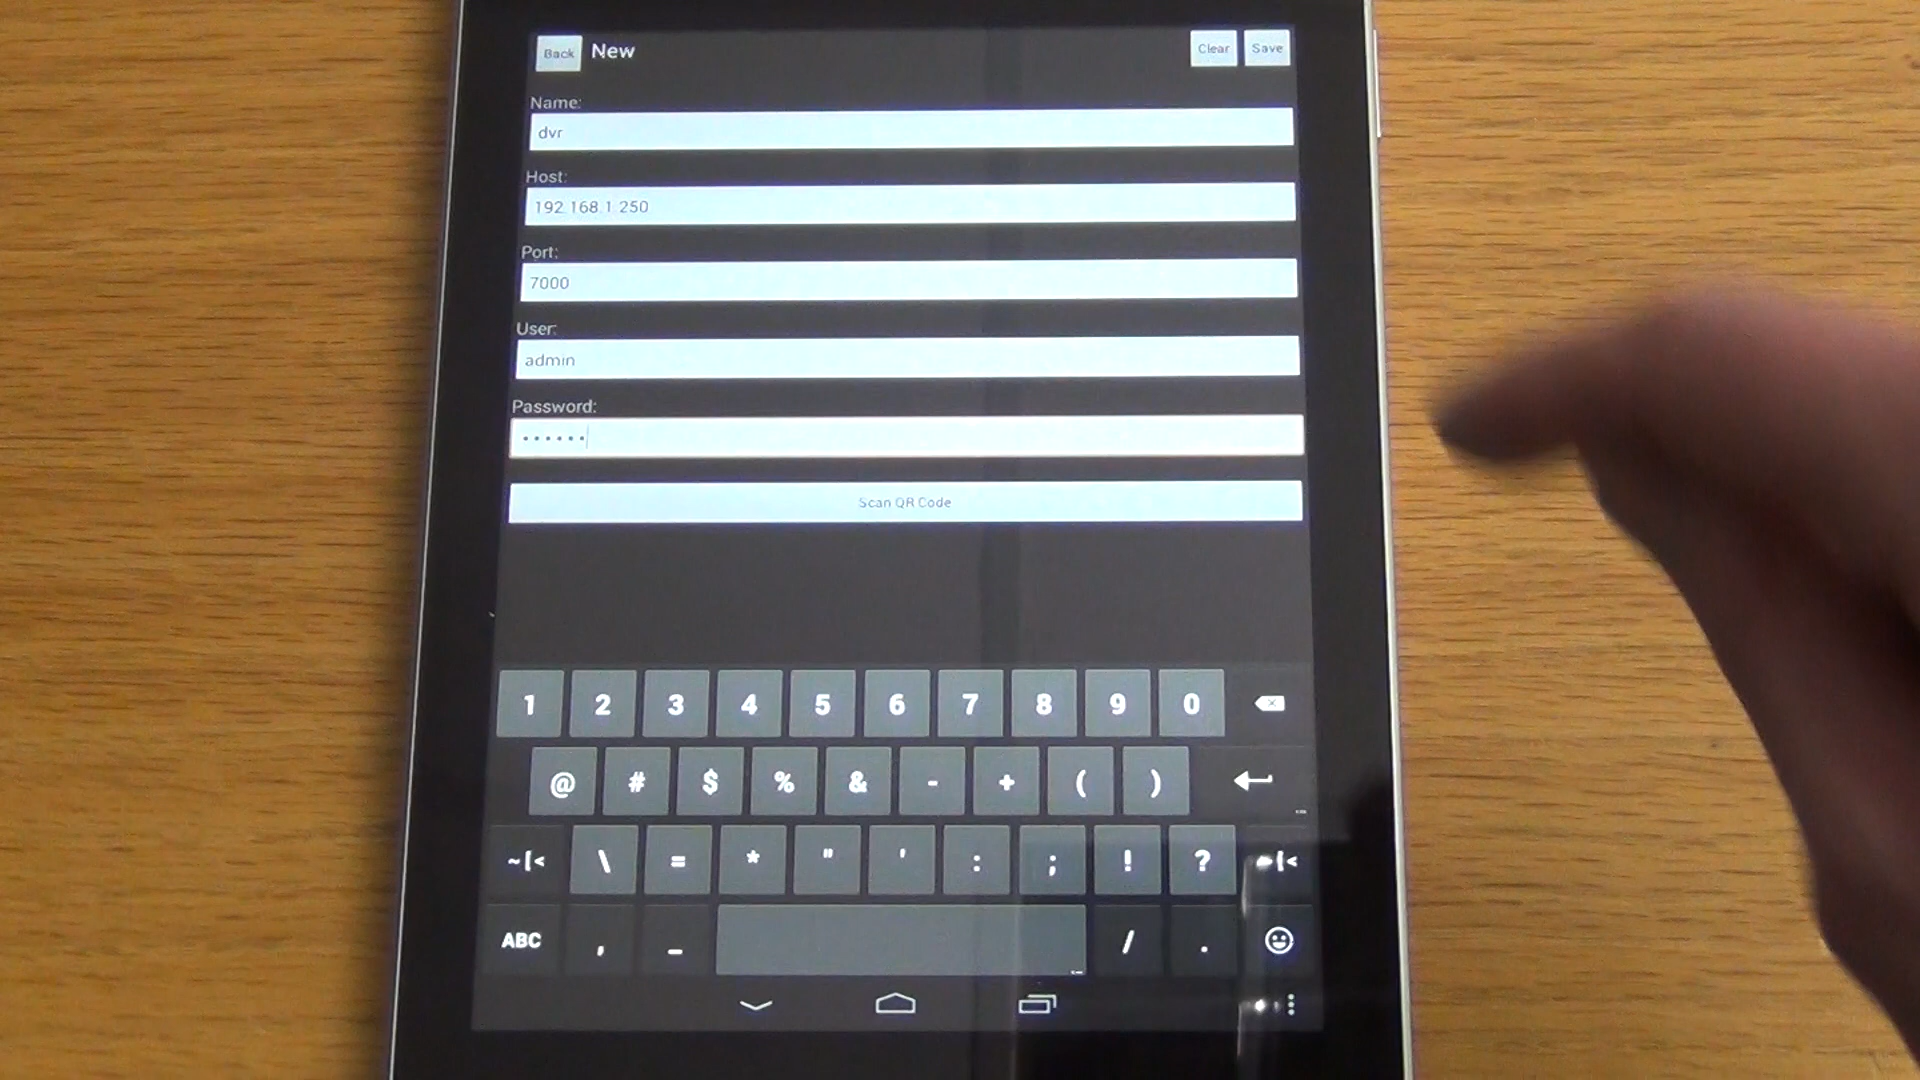 Back New Clear Save
Name:
dvr
Host:
192.168.1.250
Port:
7000
User:
admin
Password:
••••••
Scan QR Code
1 2 3 4 5 6 7 8 9 0
@ # $ % & - + ( )
~[< \ = * " ' : ; ! ? ~[<
ABC , _ / .